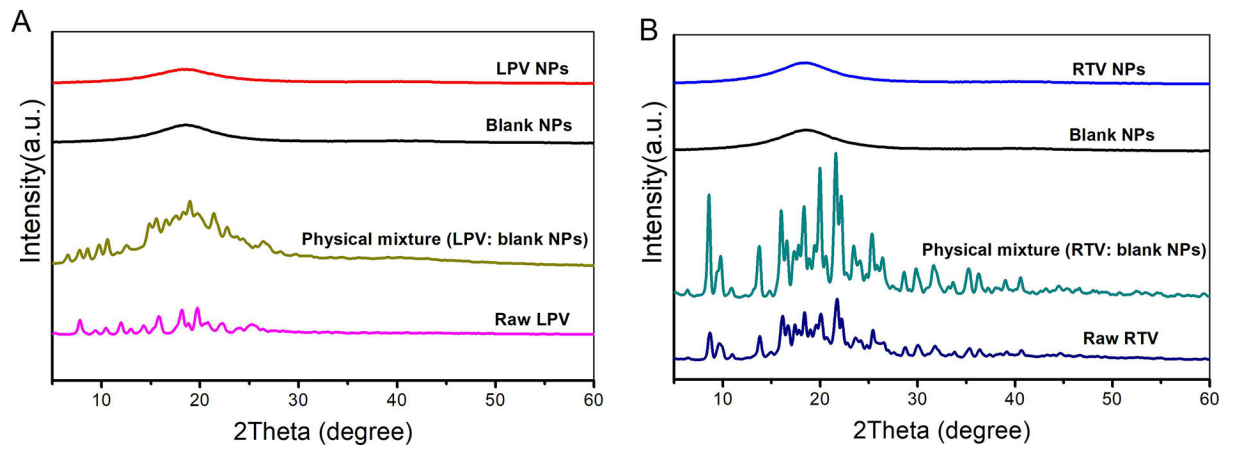 A
LPV NPs
Blank NPs
Physical mixture (LPV: blank NPs)
Raw LPV
Intensity(a.u.)
10 20 30 40 50 60
2Theta (degree)
B
RTV NPs
Blank NPs
Physical mixture (RTV: blank NPs)
Raw RTV
Intensity(a.u.)
10 20 30 40 50 60
2Theta (degree)